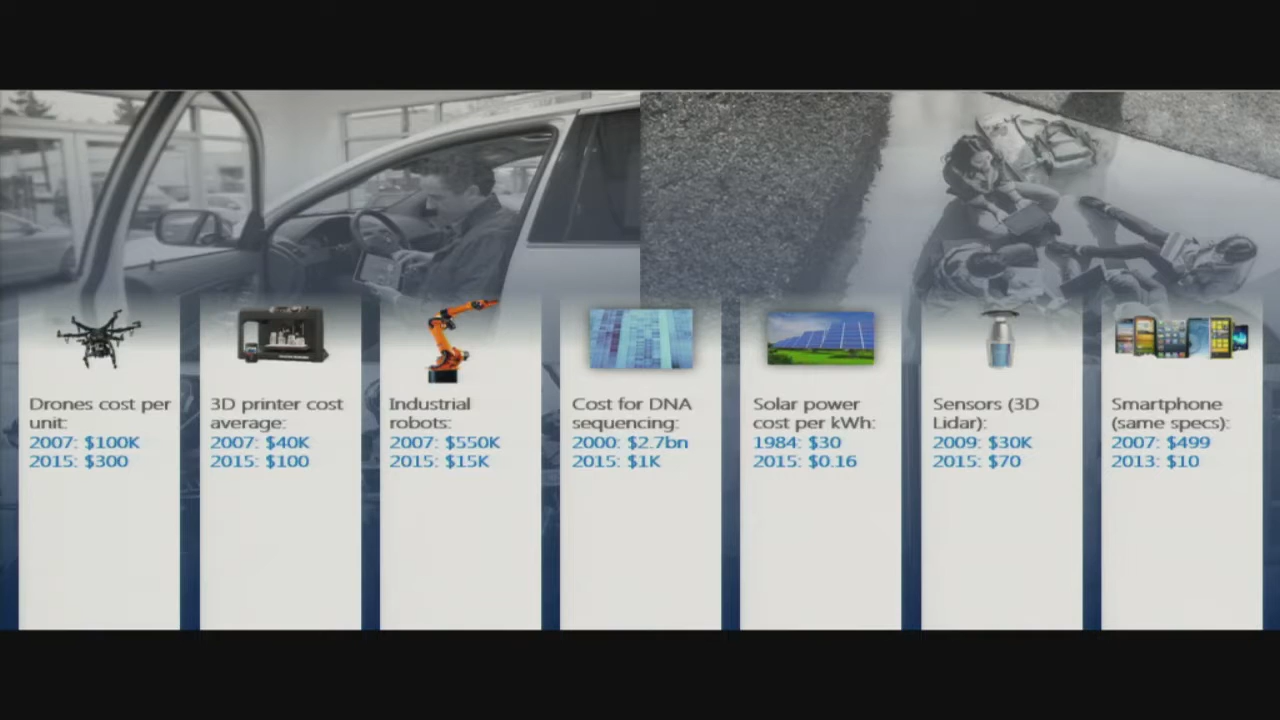 Drones cost per
unit:
2007: $100K
2015: $300
3D printer cost
average:
2007: $40K
2015: $100
Industrial
robots:
2007: $550K
2015: $15K
Cost for DNA
sequencing:
2000: $2.7bn
2015: $1K
Solar power
cost per kWh:
1984: $30
2015: $0.16
Sensors (3D
Lidar):
2009: $30K
2015: $70
Smartphone
(same specs):
2007: $499
2013: $10